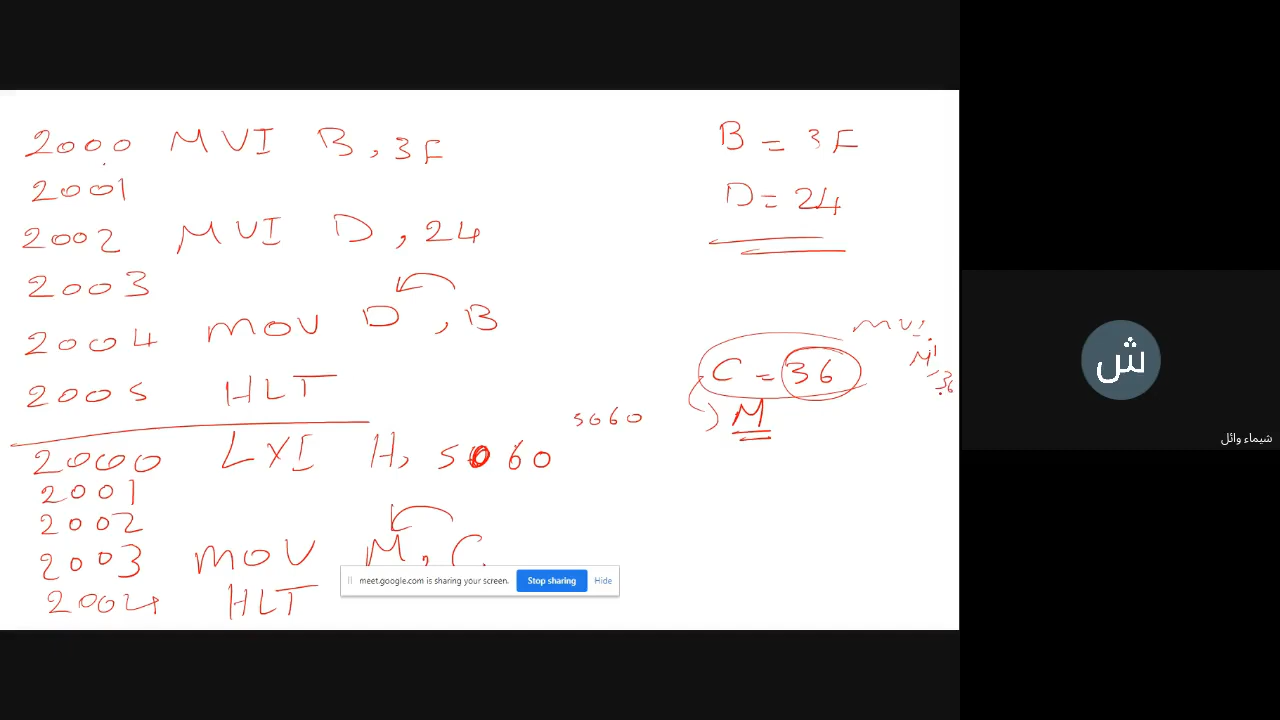 2000 MVI B, 3F
2001
2002 MVI D, 24
2003
2004 MOV D, B
2005 HLT
2000 LXI H, 5060
2001
2002
2003 MOV M, C
2004 HLT
B = 3F
D = 24
5060
C = 36
M
MVI
M
36
meet.google.com is sharing your screen.
Stop sharing
Hide
ش
شيماء وائل